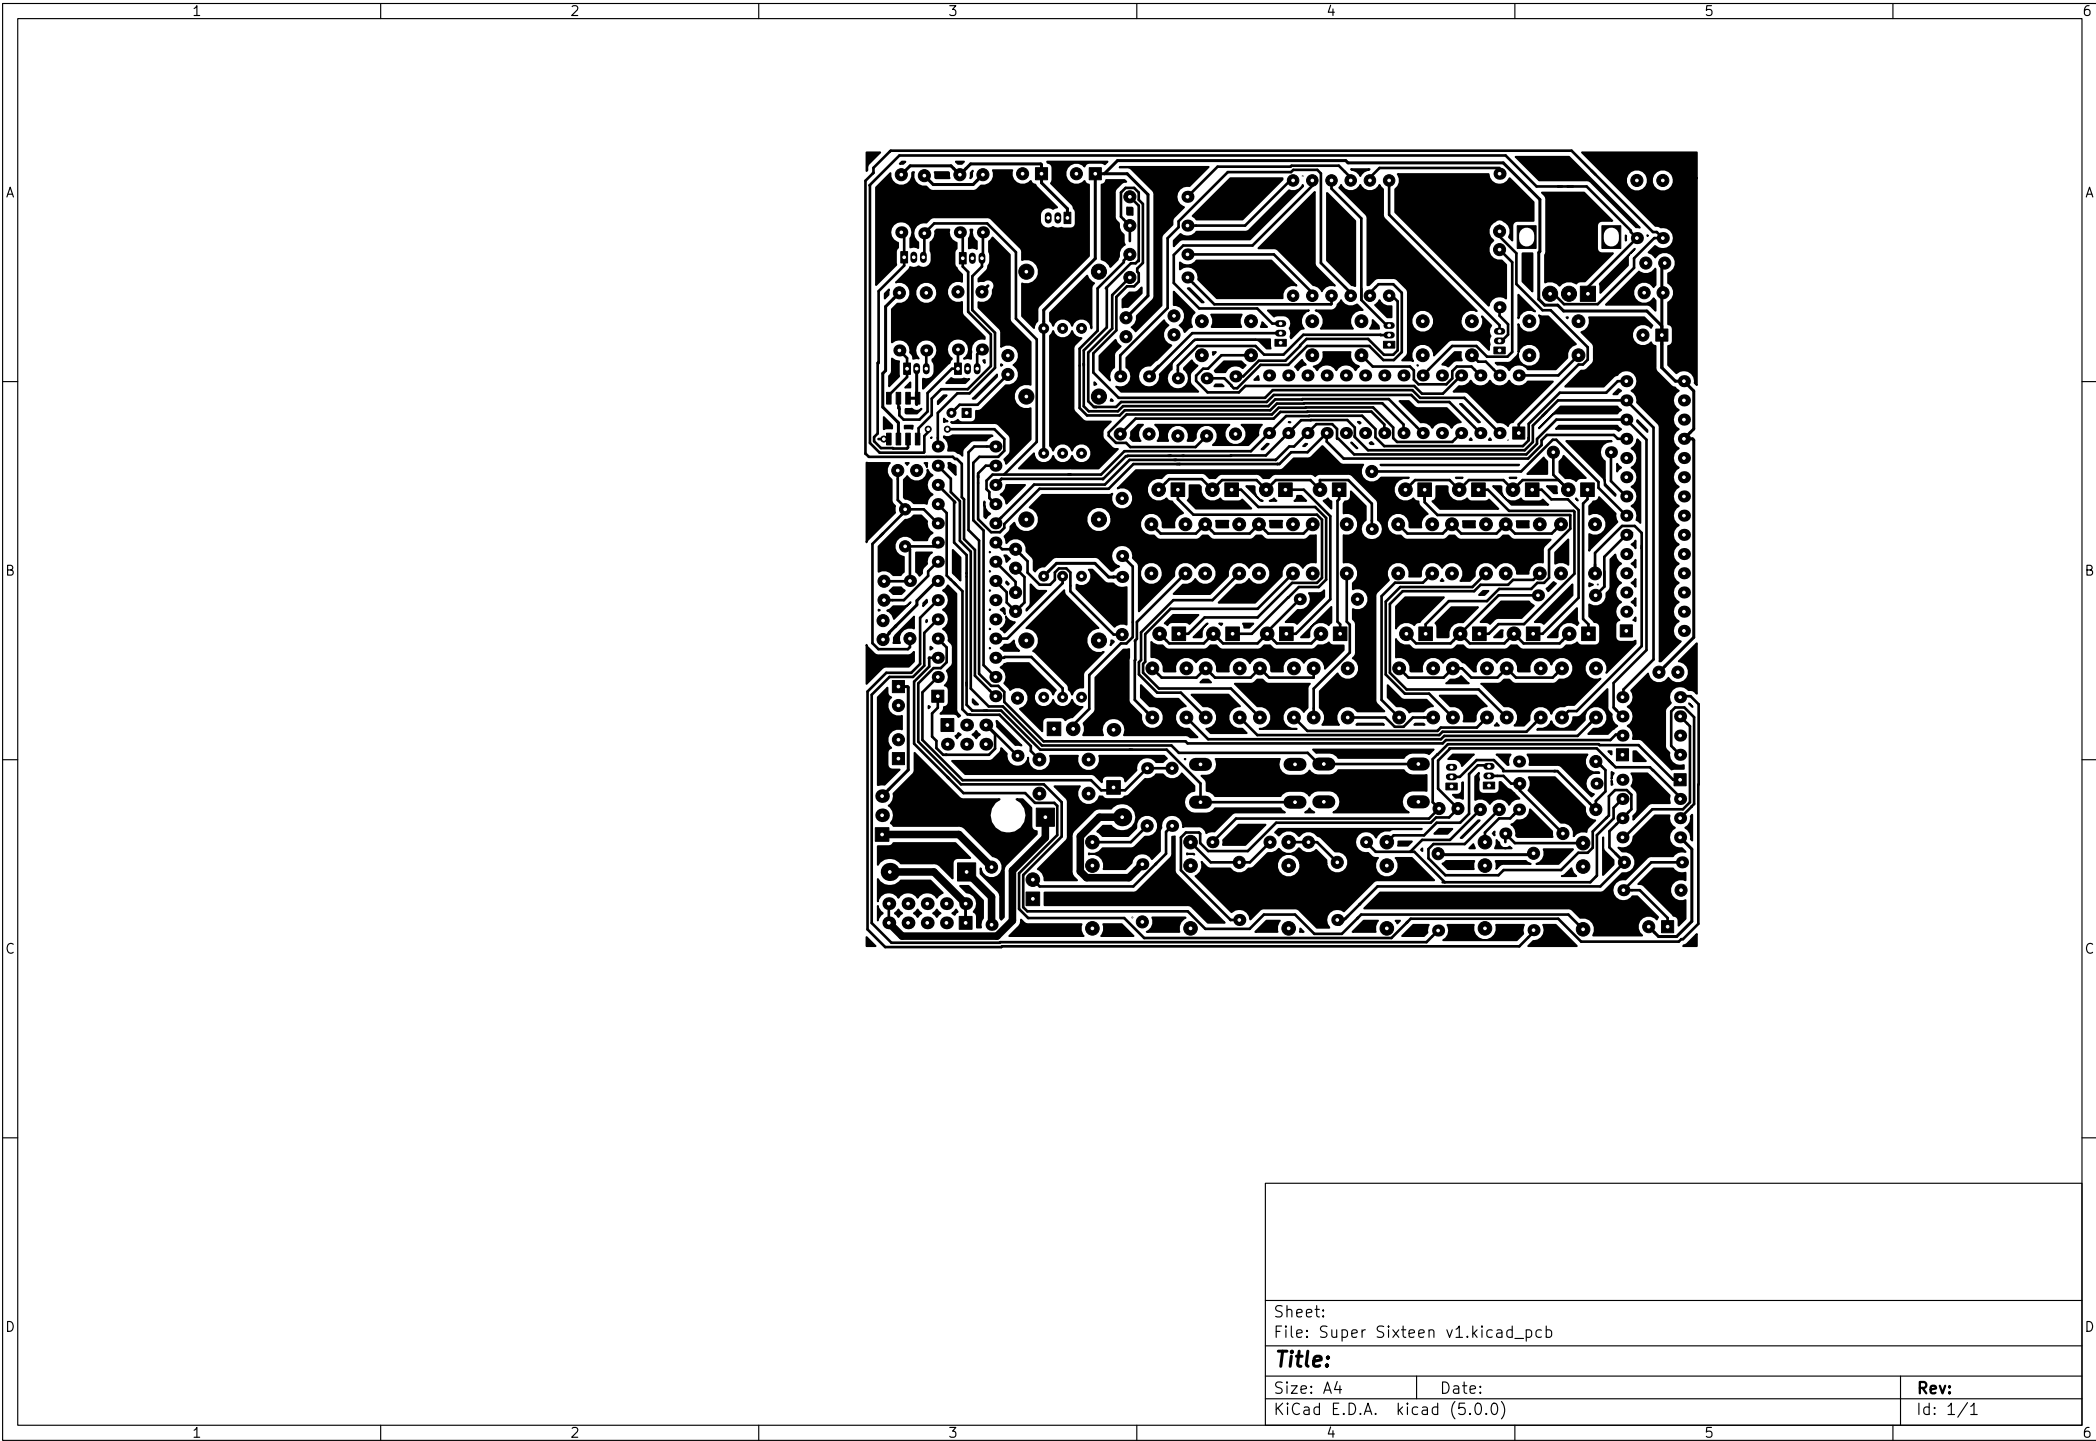 1 2 3 4 5 6
A A
B B
C C
D D
Sheet:
File: Super Sixteen v1.kicad_pcb
Title:
Size: A4 Date: Rev:
KiCad E.D.A. kicad (5.0.0) Id: 1/1
1 2 3 4 5 6